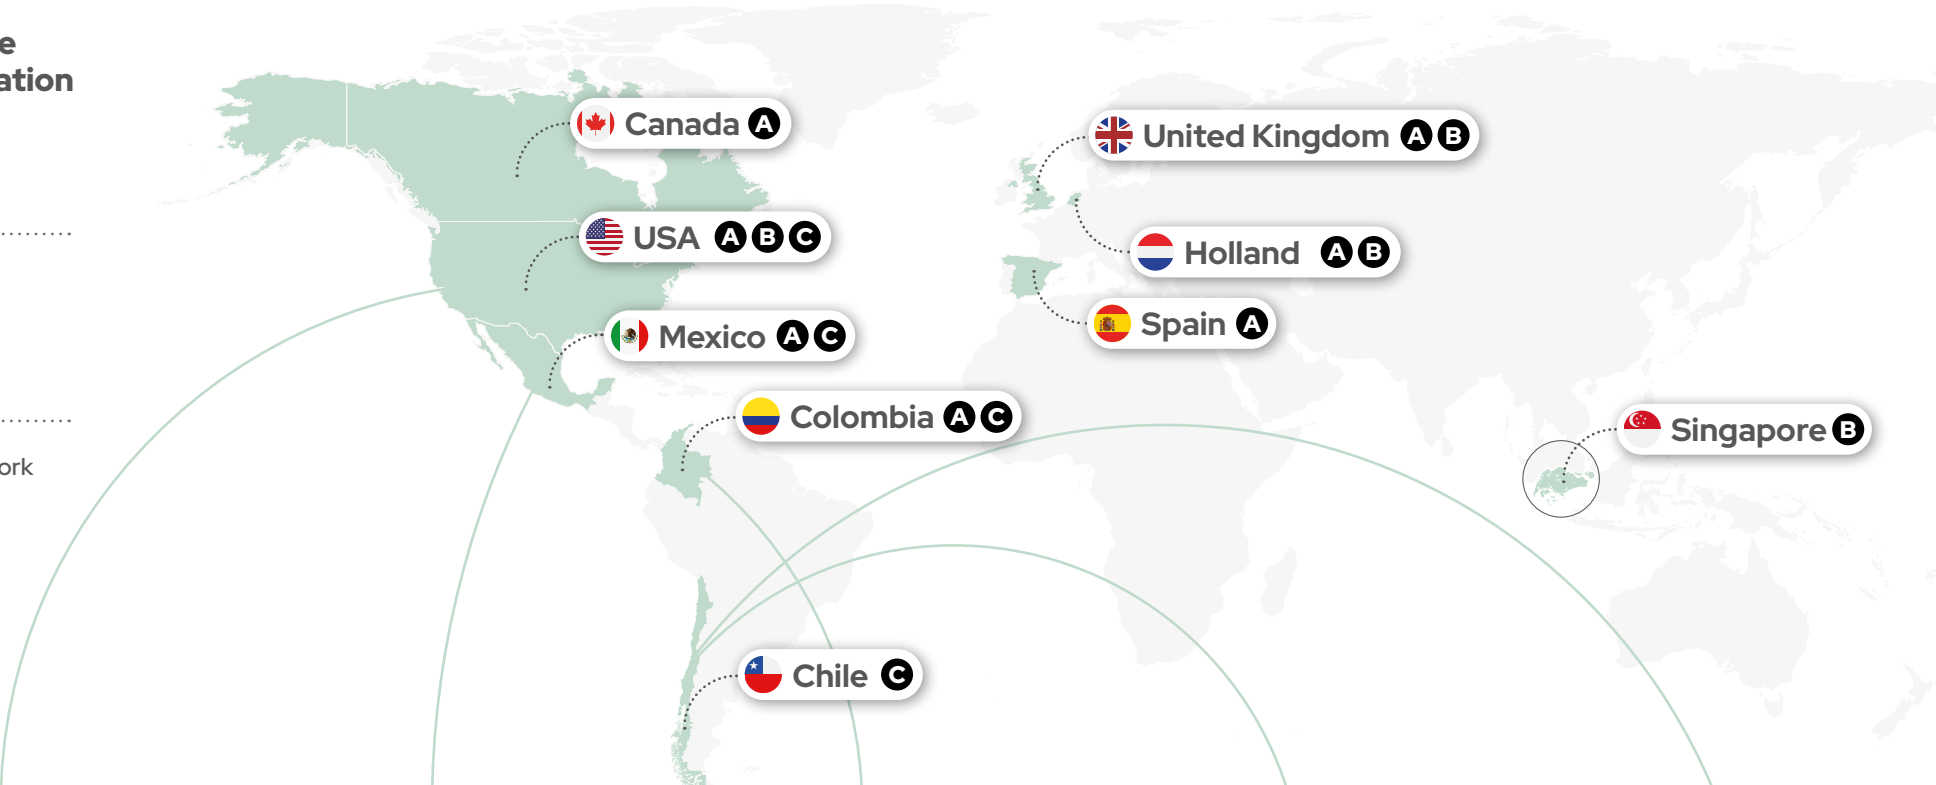 e
ation
ork
Canada A
USA A B C
Mexico A C
Colombia A C
Chile C
United Kingdom A B
Holland A B
Spain A
Singapore B